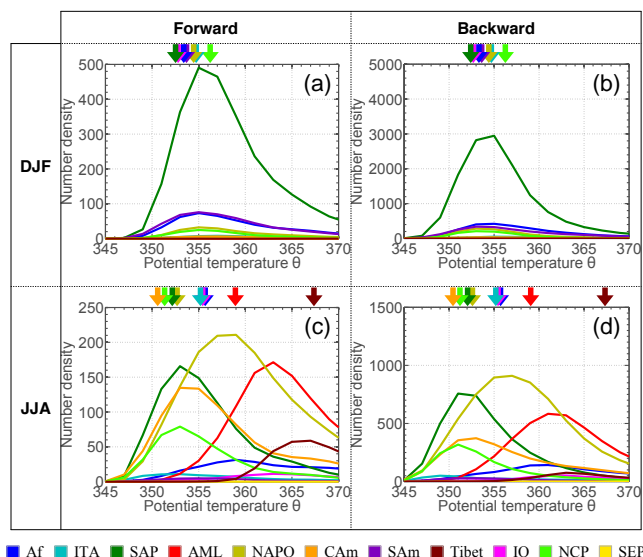 Forward
Backward
DJF
(a)
Number density
500
400
300
200
100
0
345
350
355
360
365
370
Potential temperature θ
(b)
Number density
5000
4000
3000
2000
1000
0
345
350
355
360
365
370
Potential temperature θ
JJA
(c)
Number density
250
200
150
100
50
0
345
350
355
360
365
370
Potential temperature θ
(d)
Number density
1500
1000
500
0
345
350
355
360
365
370
Potential temperature θ
Af ITA SAP AML NAPO CAm SAm Tibet IO NCP SEP